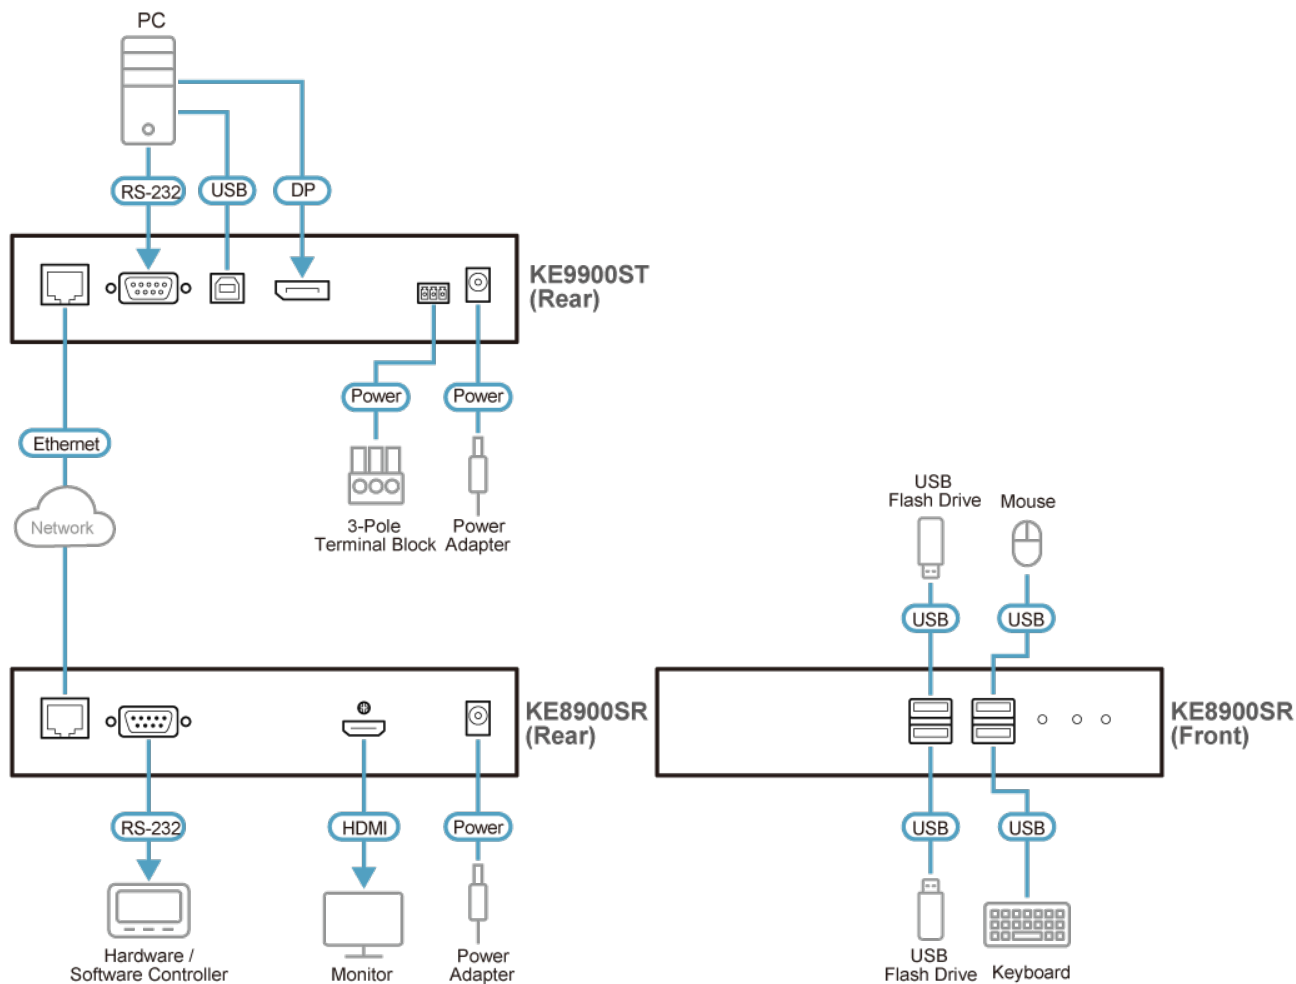 PC
RS-232
USB
DP
KE9900ST
(Rear)
Power
Power
Ethernet
Network
3-Pole
Terminal Block
Power
Adapter
USB
Flash Drive
Mouse
USB
USB
KE8900SR
(Rear)
KE8900SR
(Front)
RS-232
HDMI
Power
USB
USB
Hardware /
Software Controller
Monitor
Power
Adapter
USB
Flash Drive
Keyboard